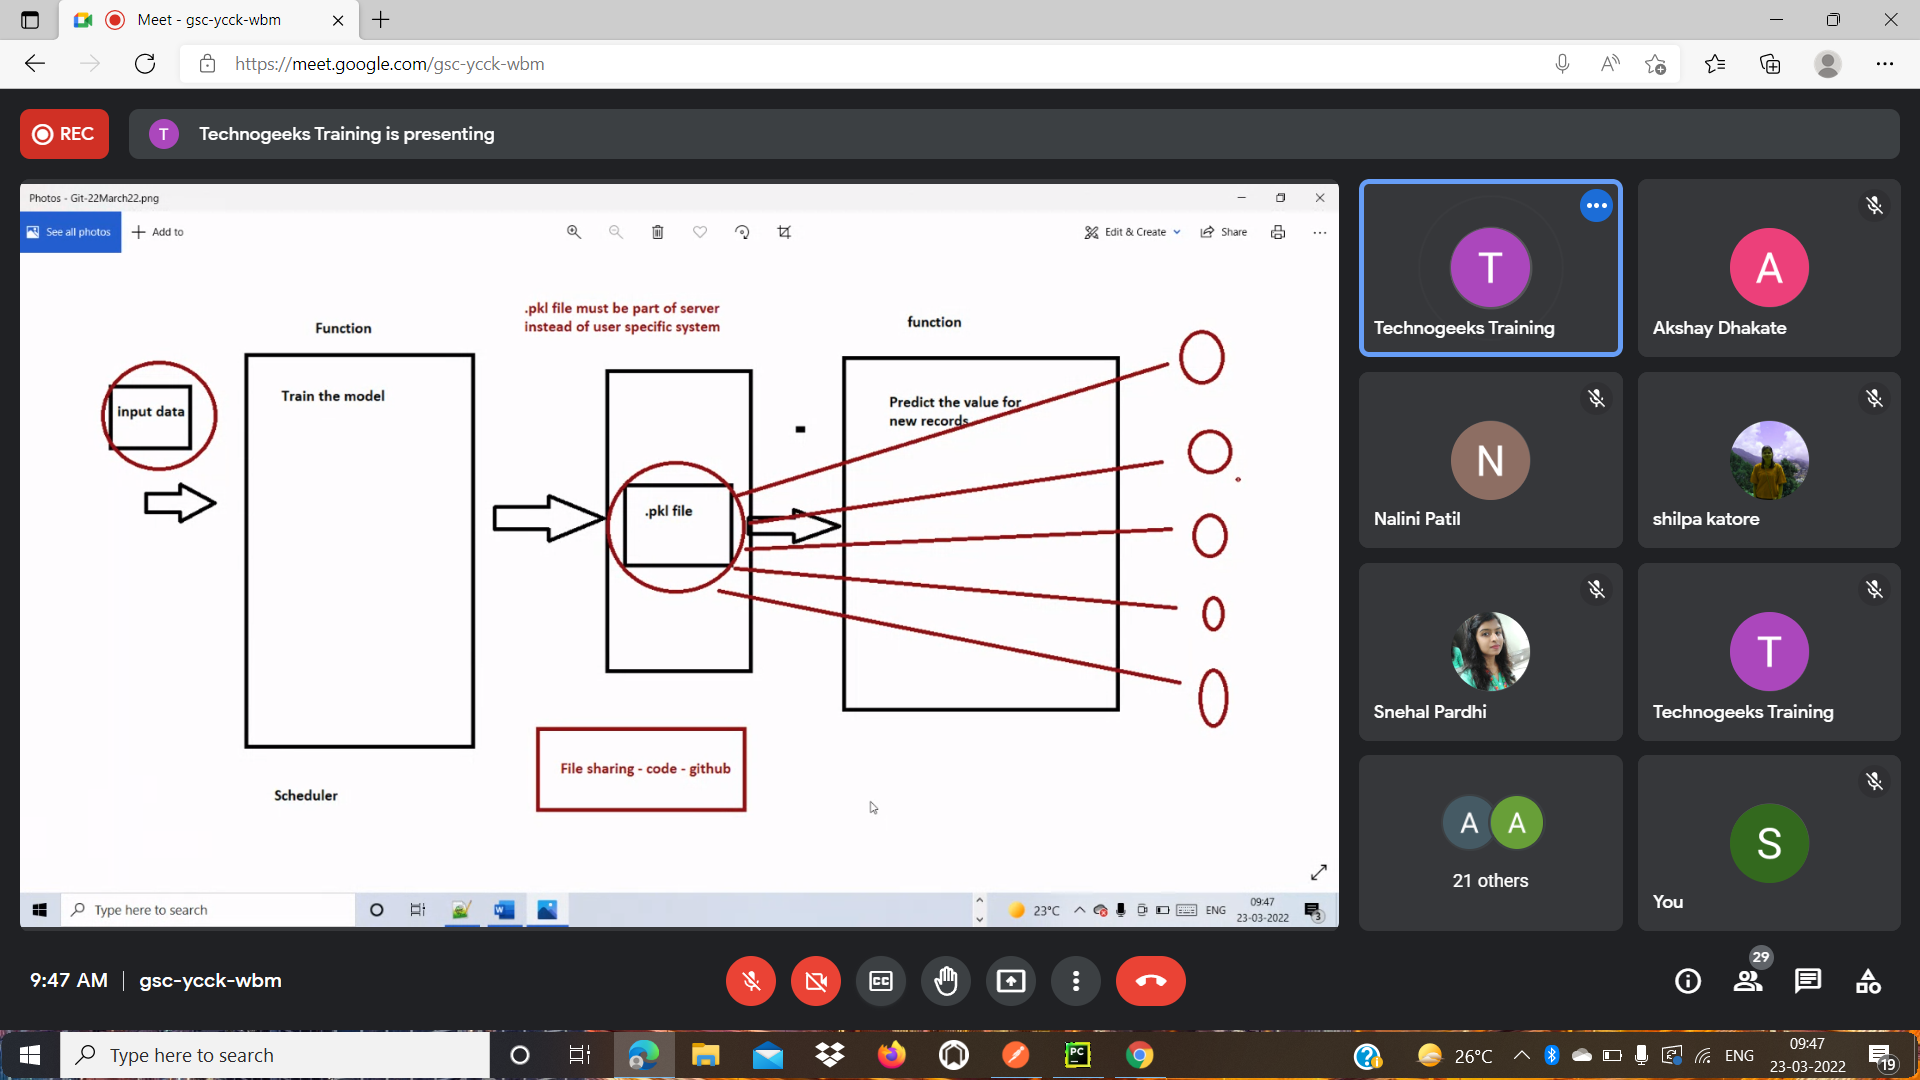 Meet - gsc-ycck-wbm
https://meet.google.com/gsc-ycck-wbm
REC
T
Technogeeks Training is presenting
Photos - Git-22March22.png
See all photos
Add to
Edit & Create
Share
.pkl file must be part of server
instead of user specific system
Function
function
input data
Train the model
Predict the value for
new records
.pkl file
File sharing - code - github
Scheduler
Type here to search
23°C
ENG
09:47
23-03-2022
3
T
Technogeeks Training
A
Akshay Dhakate
N
Nalini Patil
shilpa katore
Snehal Pardhi
T
Technogeeks Training
A
A
21 others
S
You
9:47 AM
gsc-ycck-wbm
CC
29
Type here to search
PC
26°C
ENG
09:47
23-03-2022
19